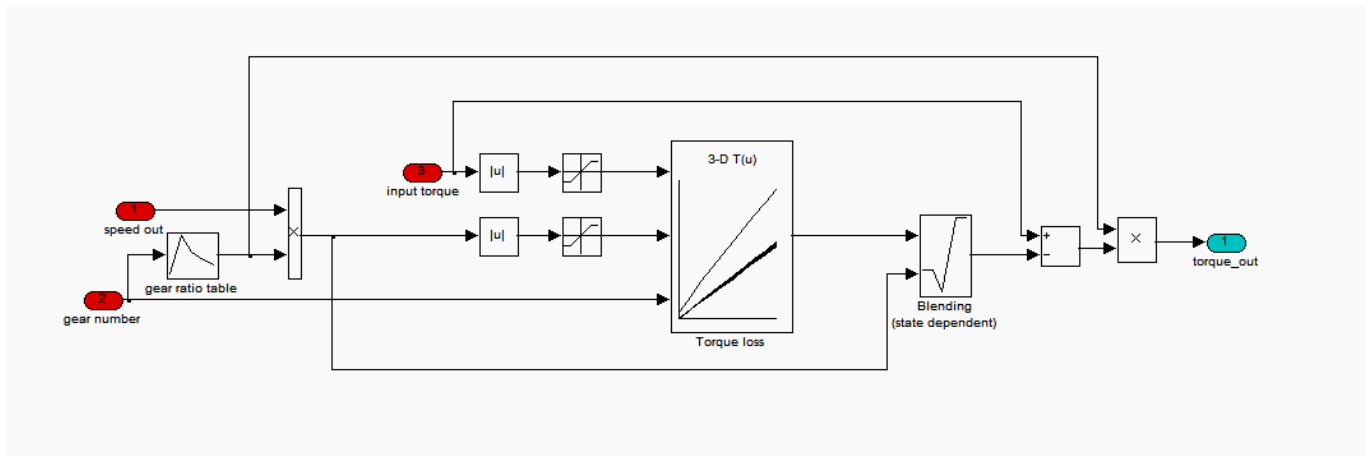 3-D T(u)
3
|u|
input torque
1
speed out
×
|u|
+
−
×
1
torque_out
gear ratio table
2
gear number
Blending
(state dependent)
Torque loss